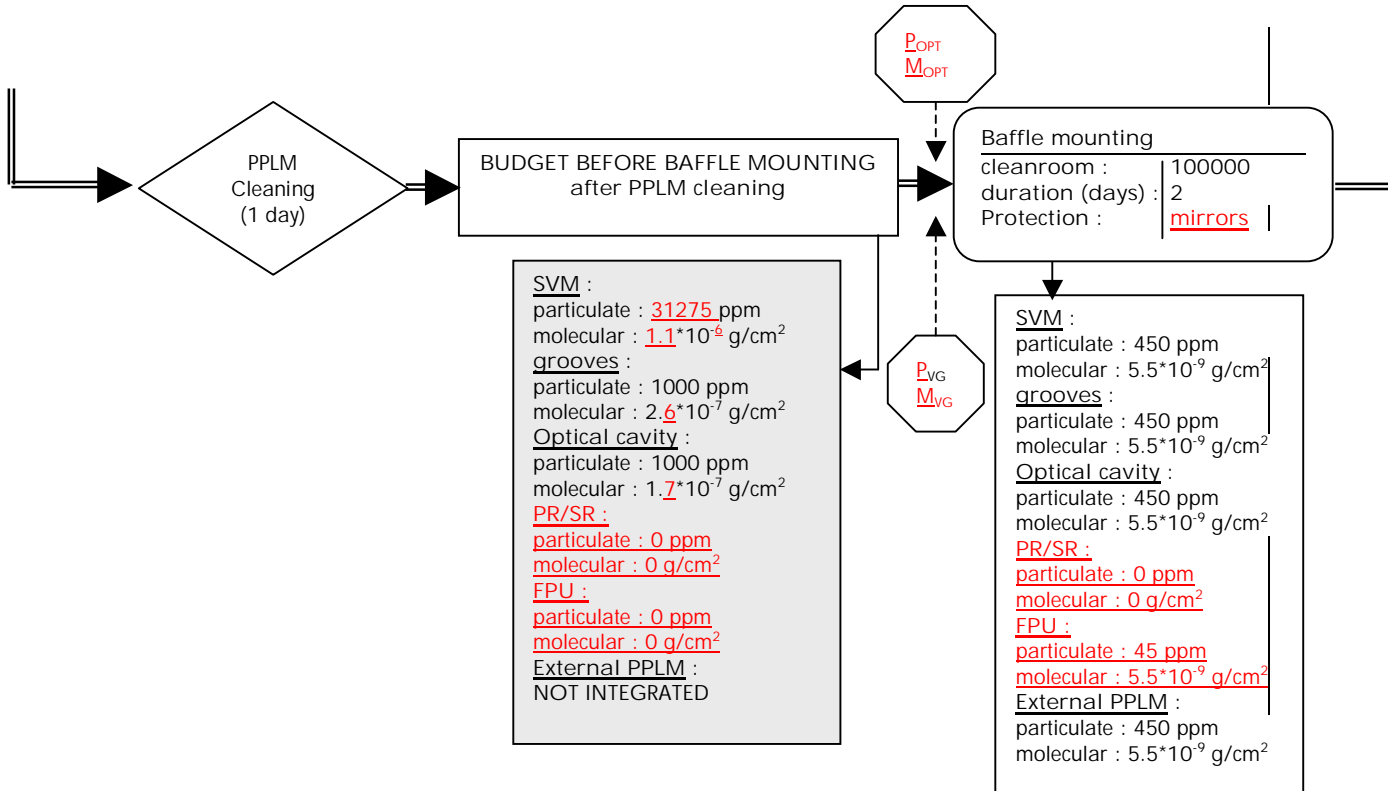 P_OPT
M_OPT
PPLM
Cleaning
(1 day)
BUDGET BEFORE BAFFLE MOUNTING
after PPLM cleaning
Baffle mounting
cleanroom : 100000
duration (days) : 2
Protection : mirrors
SVM :
particulate : 31275 ppm
molecular : 1.1*10⁻⁶ g/cm²
grooves :
particulate : 1000 ppm
molecular : 2.6*10⁻⁷ g/cm²
Optical cavity :
particulate : 1000 ppm
molecular : 1.7*10⁻⁷ g/cm²
PR/SR :
particulate : 0 ppm
molecular : 0 g/cm²
FPU :
particulate : 0 ppm
molecular : 0 g/cm²
External PPLM :
NOT INTEGRATED
P_VG
M_VG
SVM :
particulate : 450 ppm
molecular : 5.5*10⁻⁹ g/cm²
grooves :
particulate : 450 ppm
molecular : 5.5*10⁻⁹ g/cm²
Optical cavity :
particulate : 450 ppm
molecular : 5.5*10⁻⁹ g/cm²
PR/SR :
particulate : 0 ppm
molecular : 0 g/cm²
FPU :
particulate : 45 ppm
molecular : 5.5*10⁻⁹ g/cm²
External PPLM :
particulate : 450 ppm
molecular : 5.5*10⁻⁹ g/cm²